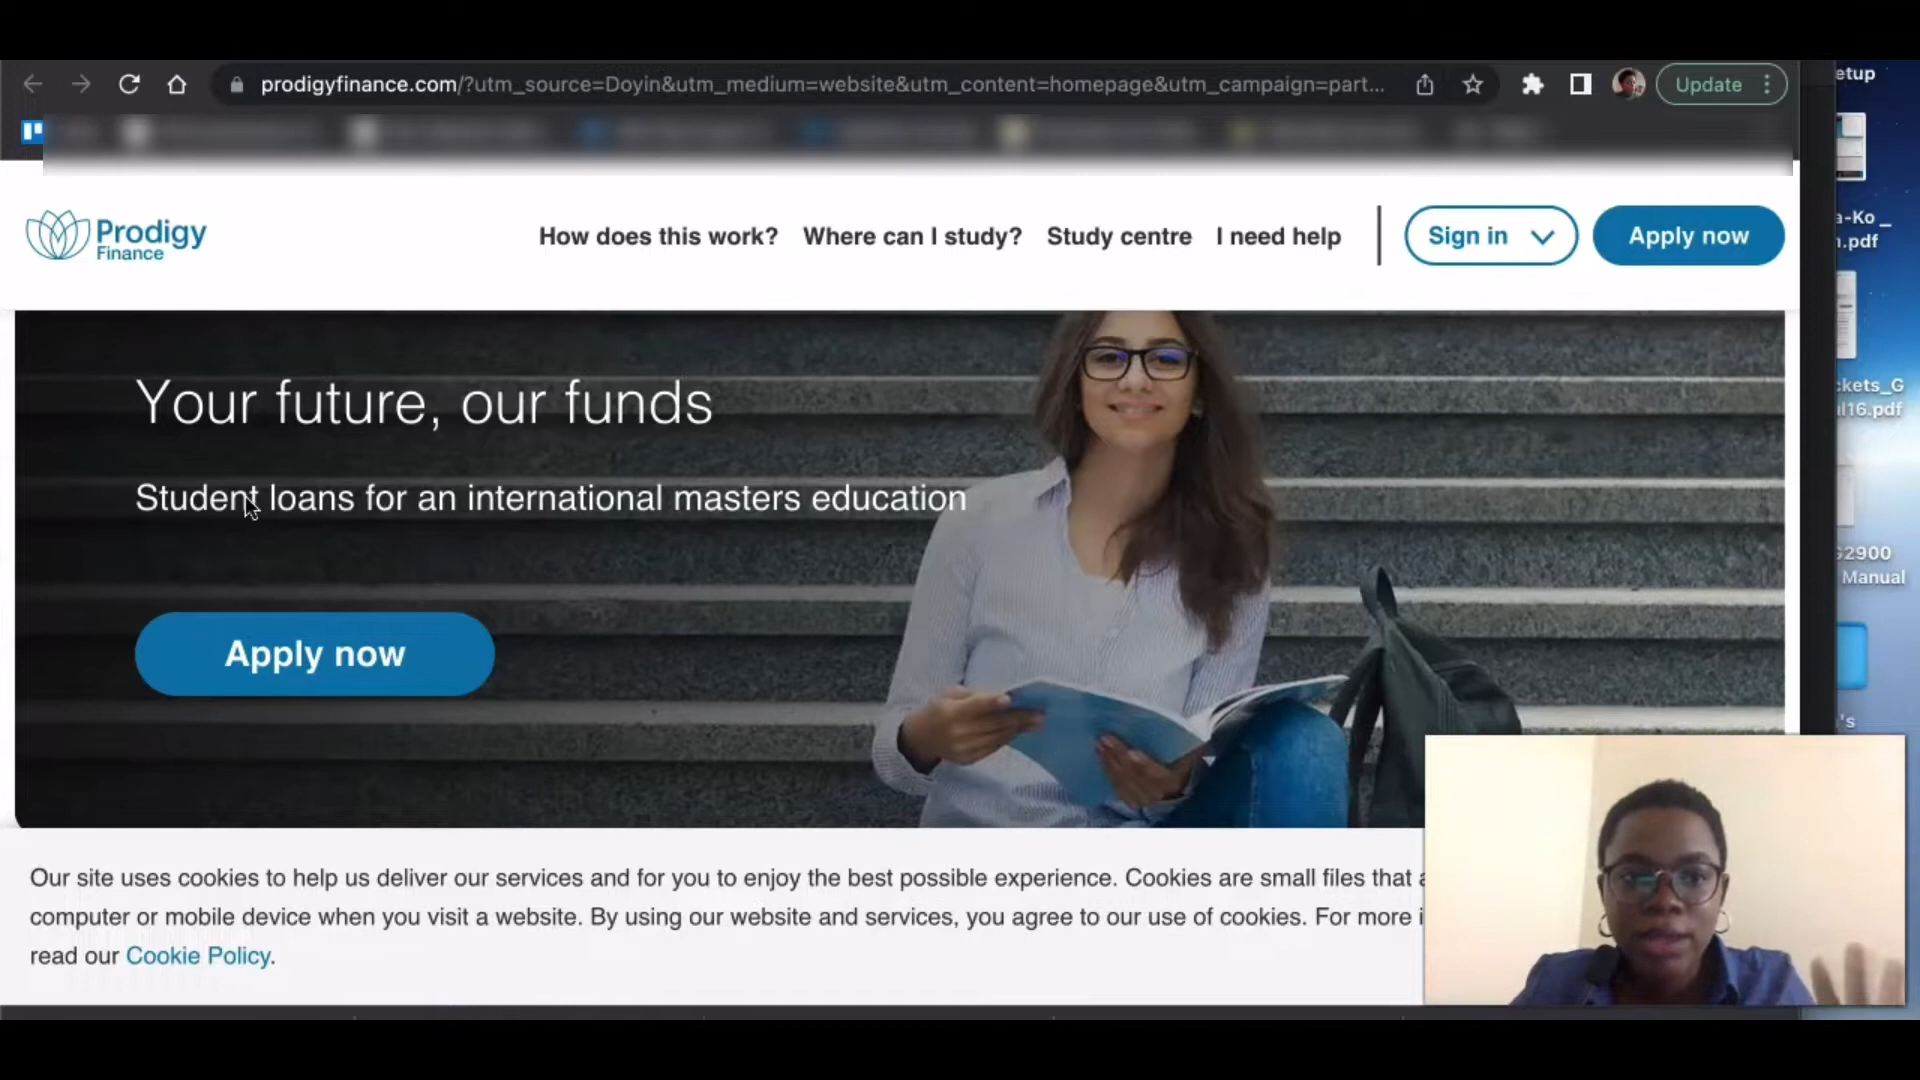 etup
prodigyfinance.com/?utm_source=Doyin&utm_medium=website&utm_content=homepage&utm_campaign=part...
Update
Prodigy
Finance
How does this work?
Where can I study?
Study centre
I need help
Sign in
Apply now
a-Ko _
n.pdf
ckets_G
ul16.pdf
Your future, our funds
Student loans for an international masters education
Apply now
G2900
Manual
's
Our site uses cookies to help us deliver our services and for you to enjoy the best possible experience. Cookies are small files that a
computer or mobile device when you visit a website. By using our website and services, you agree to our use of cookies. For more i
read our Cookie Policy.